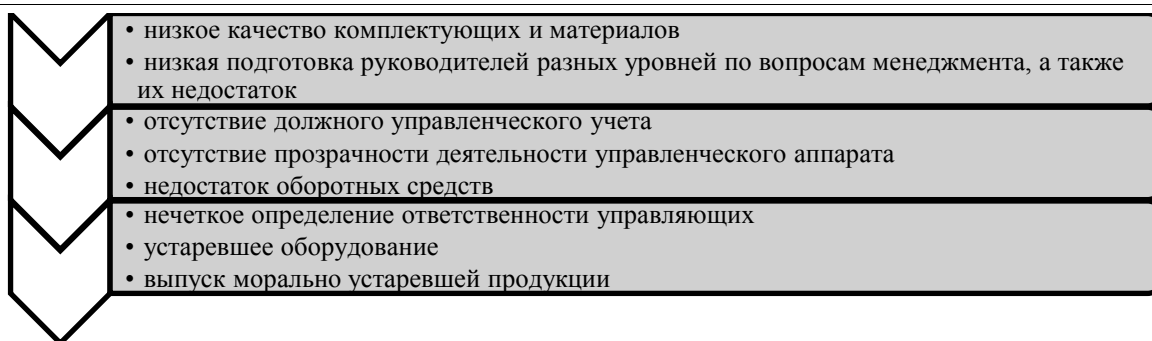 • низкое качество комплектующих и материалов
• низкая подготовка руководителей разных уровней по вопросам менеджмента, а также
их недостаток
• отсутствие должного управленческого учета
• отсутствие прозрачности деятельности управленческого аппарата
• недостаток оборотных средств
• нечеткое определение ответственности управляющих
• устаревшее оборудование
• выпуск морально устаревшей продукции